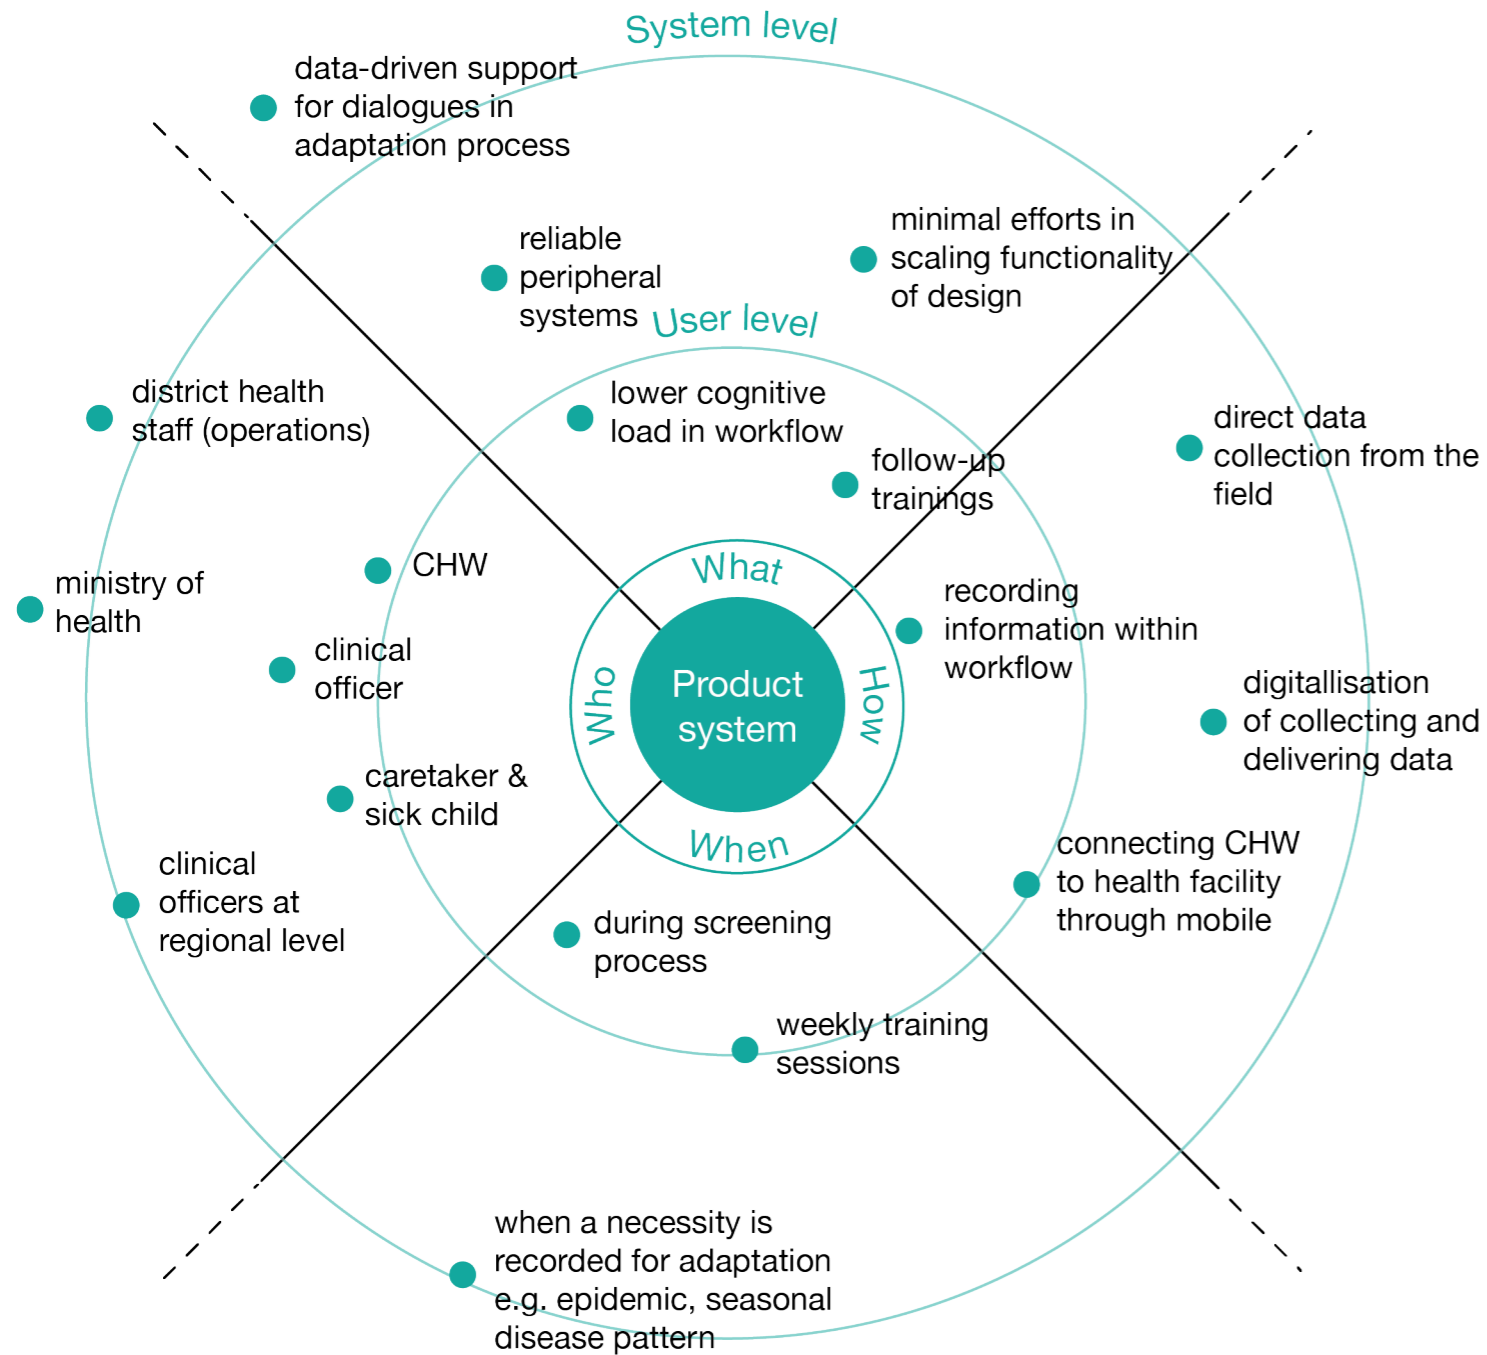 System level
data-driven support
for dialogues in
adaptation process
reliable
peripheral
systems
minimal efforts in
scaling functionality
of design
User level
lower cognitive
load in workflow
follow-up
trainings
district health
staff (operations)
direct data
collection from the
field
CHW
ministry of
health
clinical
officer
caretaker &
sick child
clinical
officers at
regional level
What
Who
Product
system
How
When
recording
information within
workflow
digitallisation
of collecting and
delivering data
connecting CHW
to health facility
through mobile
during screening
process
weekly training
sessions
when a necessity is
recorded for adaptation
e.g. epidemic, seasonal
disease pattern